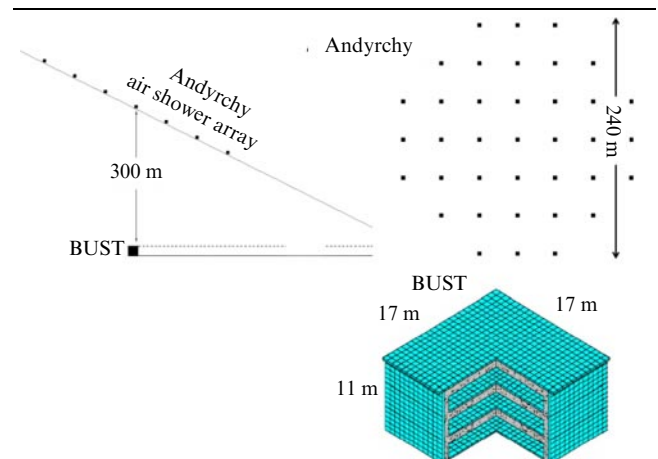 Andyrchy
air shower array
300 m
BUST
Andyrchy
240 m
BUST
17 m
17 m
11 m